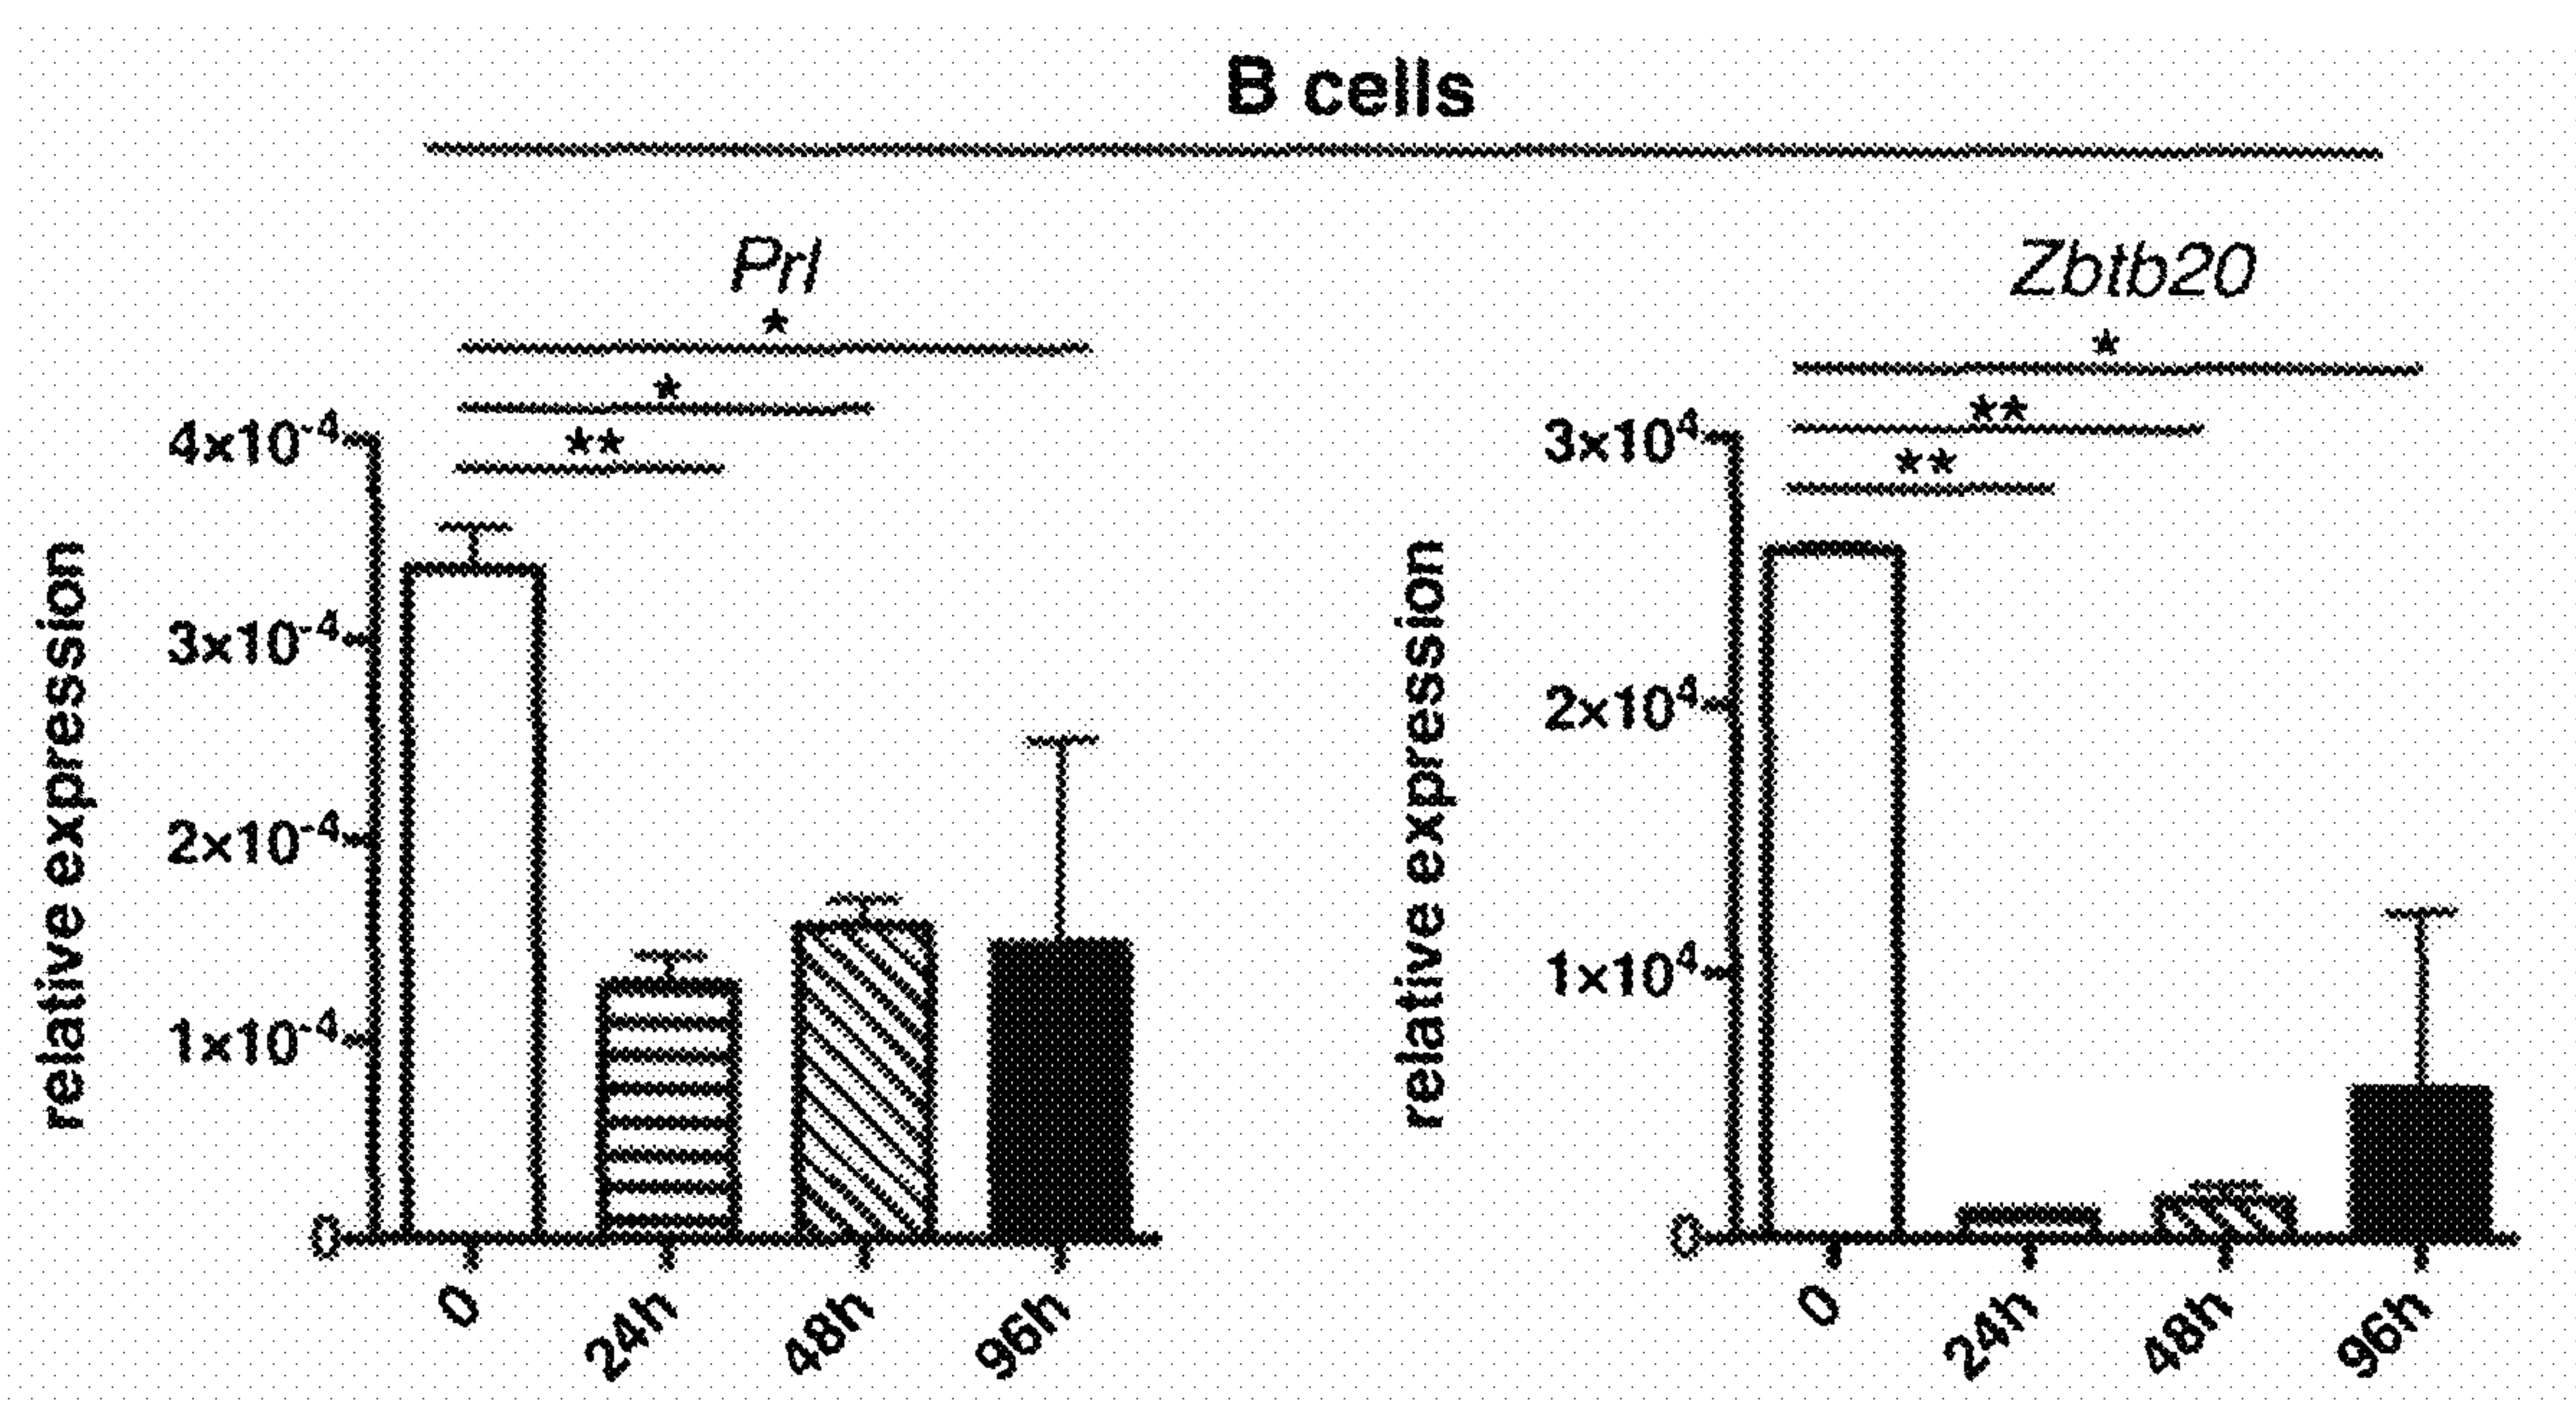 B cells
Prl
*
*
**
4x10⁻⁴
3x10⁻⁴
2x10⁻⁴
1x10⁻⁴
0
relative expression
0
24h
48h
96h
Zbtb20
*
**
**
3x10⁴
2x10⁴
1x10⁴
0
relative expression
0
24h
48h
96h